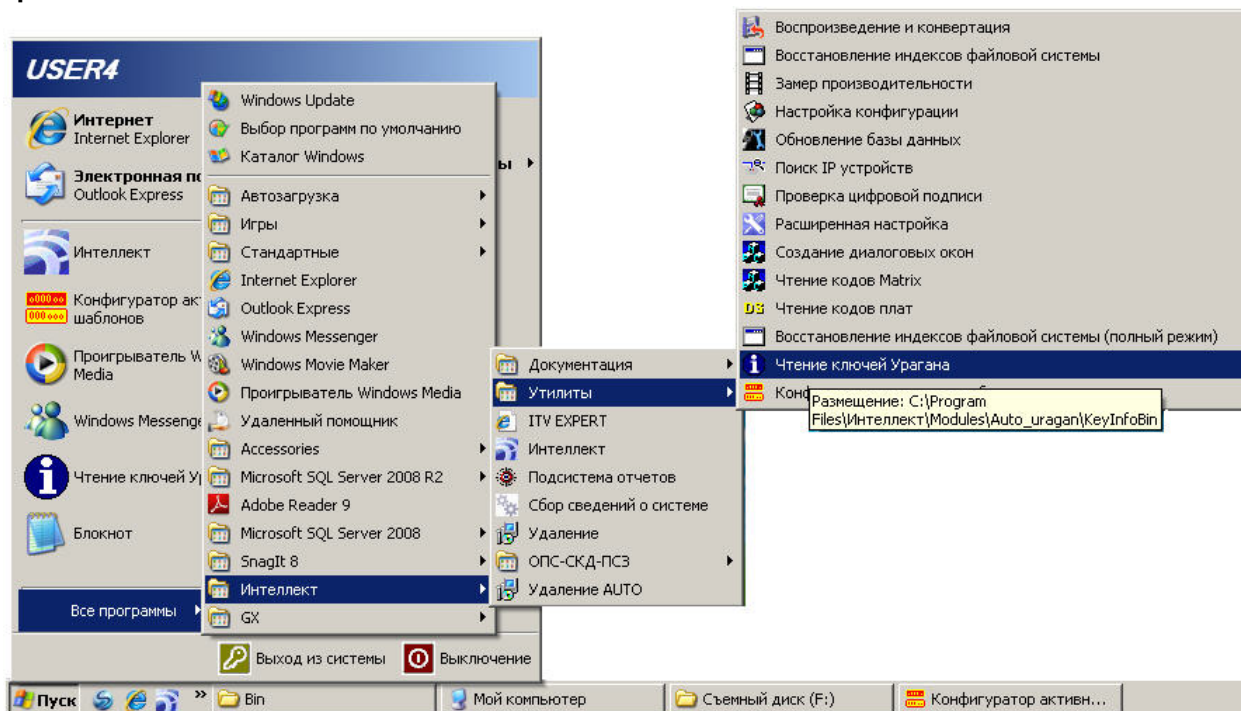 USER4
Интернет
Internet Explorer
Электронная по
Outlook Express
Интеллект
Конфигуратор ак
шаблонов
Проигрыватель W
Media
Windows Messenge
Чтение ключей У
Блокнот
Все программы
ы
Windows Update
Выбор программ по умолчанию
Каталог Windows
Автозагрузка
Игры
Стандартные
Internet Explorer
Outlook Express
Windows Messenger
Windows Movie Maker
Проигрыватель Windows Media
Удаленный помощник
Accessories
Microsoft SQL Server 2008 R2
Adobe Reader 9
Microsoft SQL Server 2008
SnagIt 8
Интеллект
GX
Документация
Утилиты
ITV EXPERT
Интеллект
Подсистема отчетов
Сбор сведений о системе
Удаление
ОПС-СКД-ПСЗ
Удаление AUTO
Воспроизведение и конвертация
Восстановление индексов файловой системы
Замер производительности
Настройка конфигурации
Обновление базы данных
Поиск IP устройств
Проверка цифровой подписи
Расширенная настройка
Создание диалоговых окон
Чтение кодов Matrix
Чтение кодов плат
Восстановление индексов файловой системы (полный режим)
Чтение ключей Урагана
Конф
Размещение: C:\Program
Files\Интеллект\Modules\Auto_uragan\KeyInfoBin
Выход из системы
Выключение
Пуск
»
Bin
Мой компьютер
Съемный диск (F:)
Конфигуратор активн...